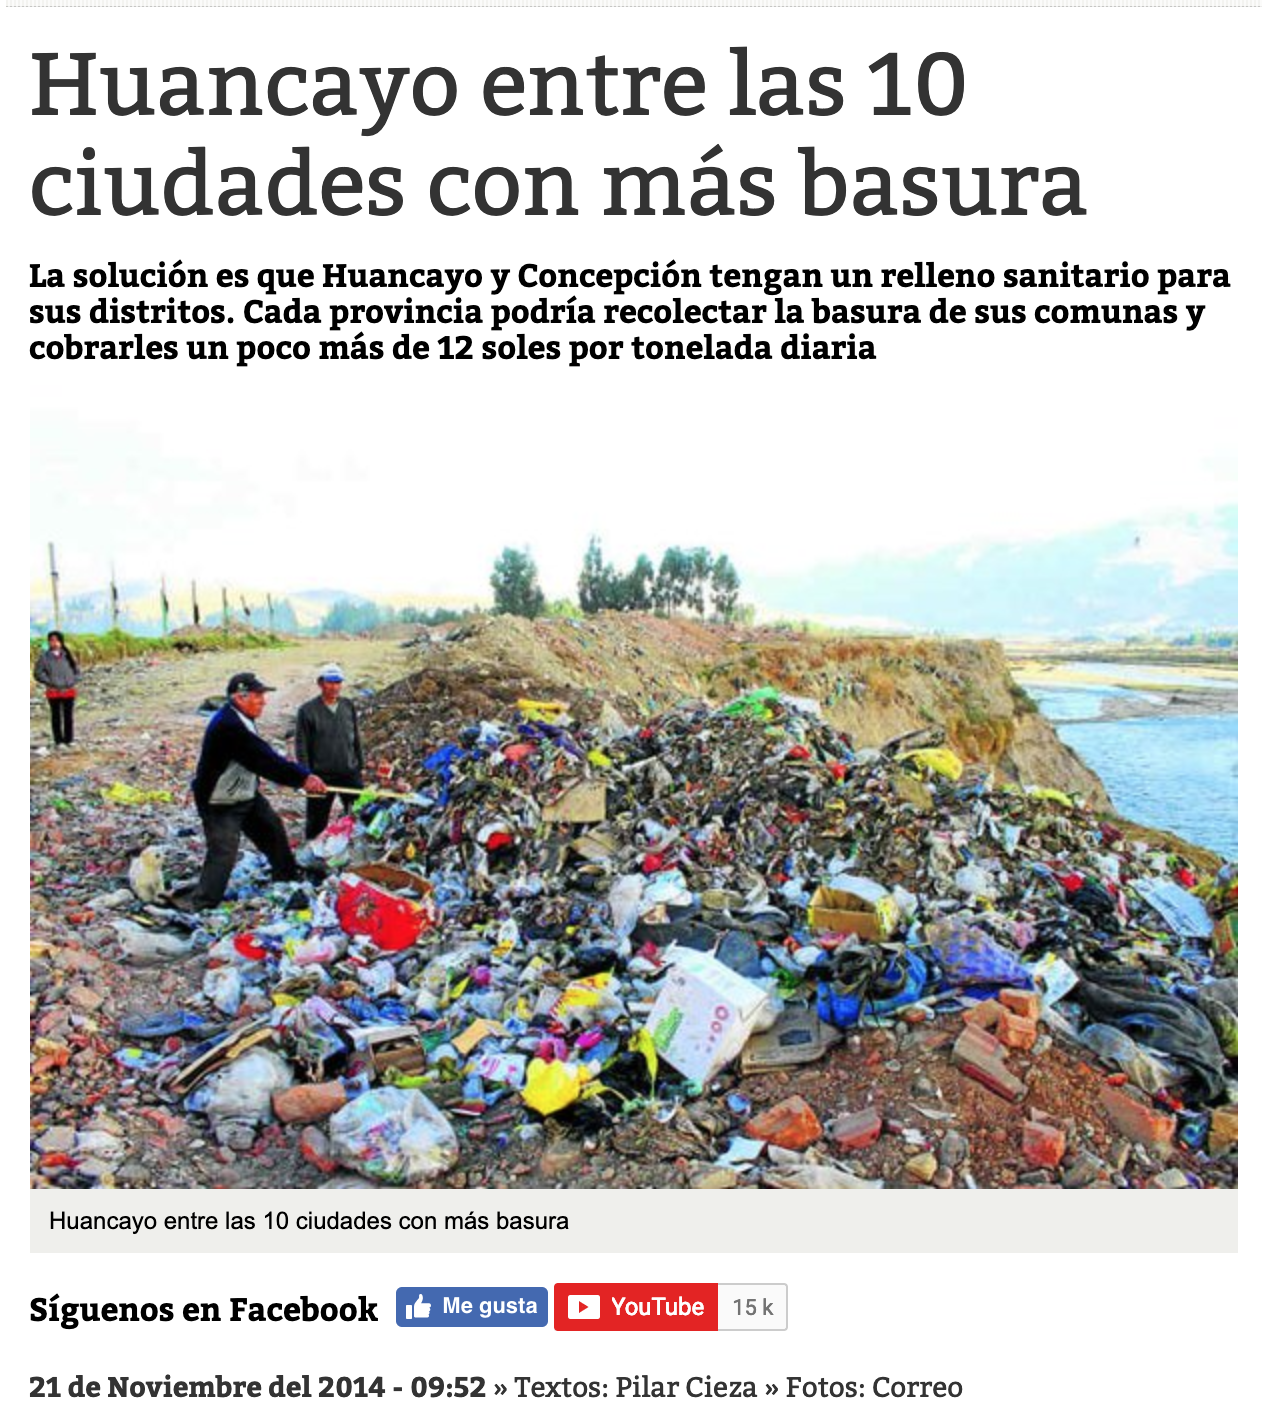 Huancayo entre las 10
ciudades con más basura
La solución es que Huancayo y Concepción tengan un relleno sanitario para
sus distritos. Cada provincia podría recolectar la basura de sus comunas y
cobrarles un poco más de 12 soles por tonelada diaria
Huancayo entre las 10 ciudades con más basura
Síguenos en Facebook Me gusta YouTube 15 k
21 de Noviembre del 2014 - 09:52 » Textos: Pilar Cieza » Fotos: Correo